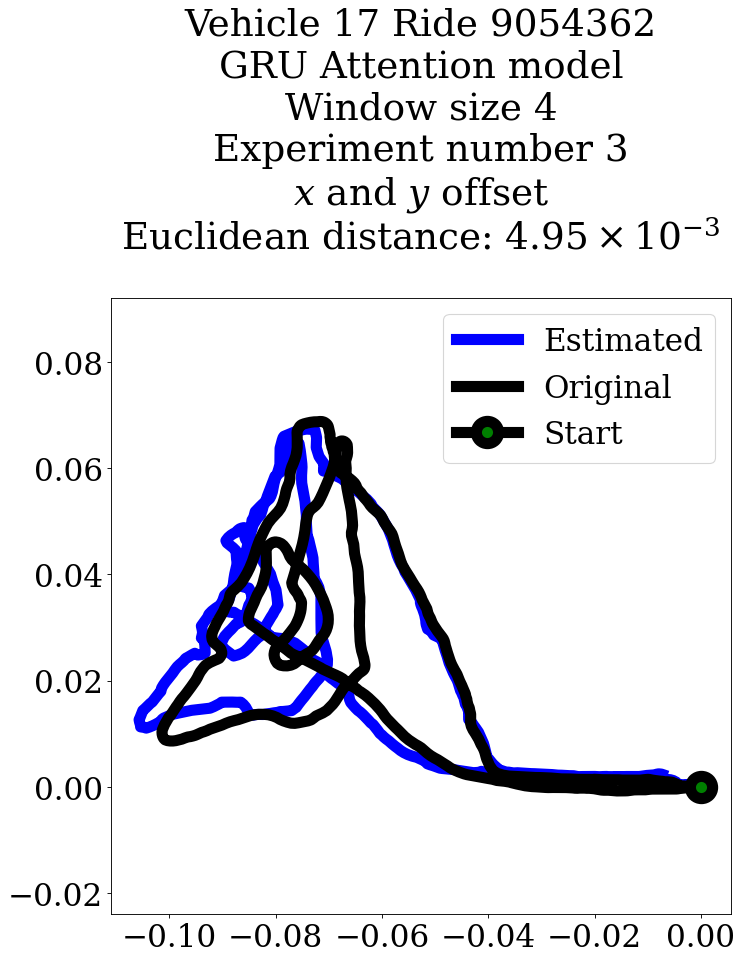 Vehicle 17 Ride 9054362
GRU Attention model
Window size 4
Experiment number 3
x and y offset
Euclidean distance: 4.95 × 10⁻³
Estimated
Original
Start
0.08
0.06
0.04
0.02
0.00
−0.02
−0.10 −0.08 −0.06 −0.04 −0.02 0.00